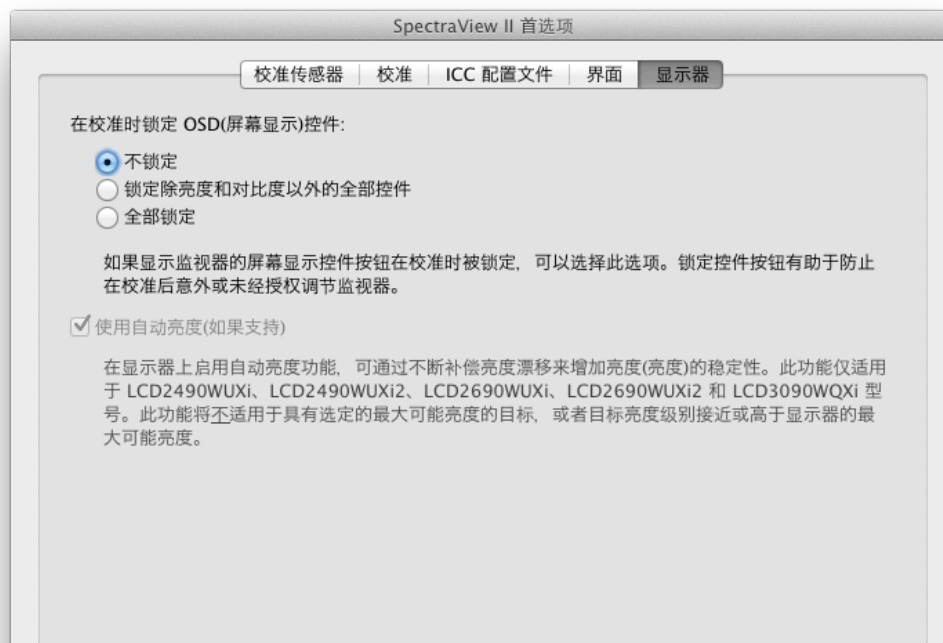 SpectraView II 首选项
校准传感器 校准 ICC 配置文件 界面 显示器
在校准时锁定 OSD(屏幕显示)控件:
不锁定
锁定除亮度和对比度以外的全部控件
全部锁定
如果显示监视器的屏幕显示控件按钮在校准时被锁定，可以选择此选项。锁定控件按钮有助于防止
在校准后意外或未经授权调节监视器。
使用自动亮度(如果支持)
在显示器上启用自动亮度功能，可通过不断补偿亮度漂移来增加亮度(亮度)的稳定性。此功能仅适用
于 LCD2490WUXi、LCD2490WUXi2、LCD2690WUXi、LCD2690WUXi2 和 LCD3090WQXi 型
号。此功能将不适用于具有选定的最大可能亮度的目标，或者目标亮度级别接近或高于显示器的最
大可能亮度。